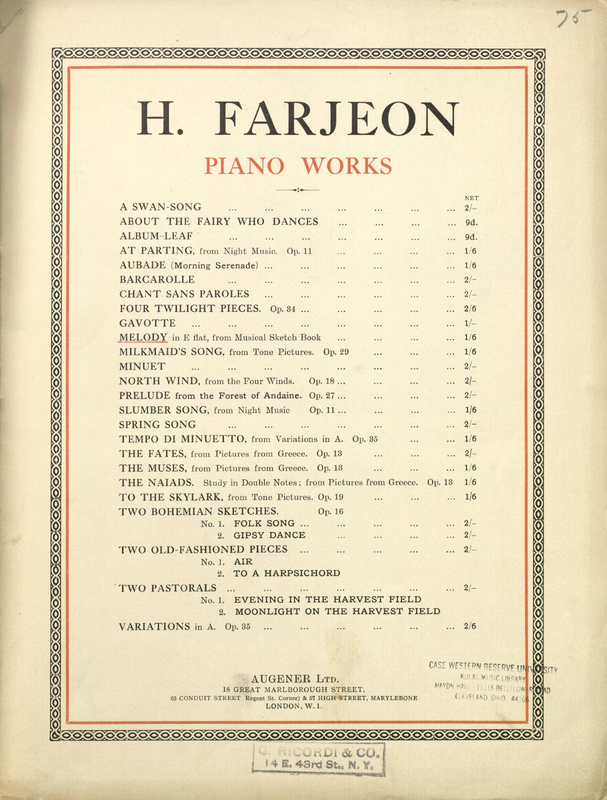 75
H. FARJEON
PIANO WORKS
NET
A SWAN-SONG ... ... ... ... ... ... ... 2/–
ABOUT THE FAIRY WHO DANCES ... ... ... ... 9d.
ALBUM-LEAF ... ... ... ... ... ... ... 9d.
AT PARTING, from Night Music. Op. 11 ... ... ... ... 1/6
AUBADE (Morning Serenade) ... ... ... ... ... ... 1/6
BARCAROLLE ... ... ... ... ... ... ... 2/–
CHANT SANS PAROLES ... ... ... ... ... ... 2/–
FOUR TWILIGHT PIECES. Op. 34 ... ... ... ... ... 2/6
GAVOTTE ... ... ... ... ... ... ... ... 1/–
MELODY in E flat, from Musical Sketch Book ... ... ... ... 1/6
MILKMAID'S SONG, from Tone Pictures. Op. 29 ... ... ... 1/6
MINUET ... ... ... ... ... ... ... ... 2/–
NORTH WIND, from the Four Winds. Op. 18 ... ... ... ... 2/–
PRELUDE from the Forest of Andaine. Op. 27 ... ... ... ... 2/–
SLUMBER SONG, from Night Music Op. 11 ... ... ... ... 1/6
SPRING SONG ... ... ... ... ... ... ... 2/–
TEMPO DI MINUETTO, from Variations in A. Op. 35 ... ... 1/6
THE FATES, from Pictures from Greece. Op. 13 ... ... ... 2/–
THE MUSES, from Pictures from Greece. Op. 13 ... ... ... 1/6
THE NAIADS. Study in Double Notes; from Pictures from Greece. Op. 13 1/6
TO THE SKYLARK, from Tone Pictures. Op. 19 ... ... ... 1/6
TWO BOHEMIAN SKETCHES. Op. 16
No. 1. FOLK SONG ... ... ... ... ... 2/–
2. GIPSY DANCE ... ... ... ... 2/–
TWO OLD-FASHIONED PIECES ... ... ... ... ... 2/–
No. 1. AIR
2. TO A HARPSICHORD
TWO PASTORALS ... ... ... ... ... ... ... 2/–
No. 1. EVENING IN THE HARVEST FIELD
2. MOONLIGHT ON THE HARVEST FIELD
VARIATIONS in A. Op. 35 ... ... ... ... ... ... 2/6
AUGENER LTD.
18 GREAT MARLBOROUGH STREET,
63 CONDUIT STREET (Regent St. Corner) & 57 HIGH STREET, MARYLEBONE
LONDON, W. 1.
CASE WESTERN RESERVE UNIVERSITY
KULAS MUSIC LIBRARY
HAYDN HALL
CLEVELAND OHIO 44106
G. RICORDI & CO.
14 E. 43rd St., N. Y.